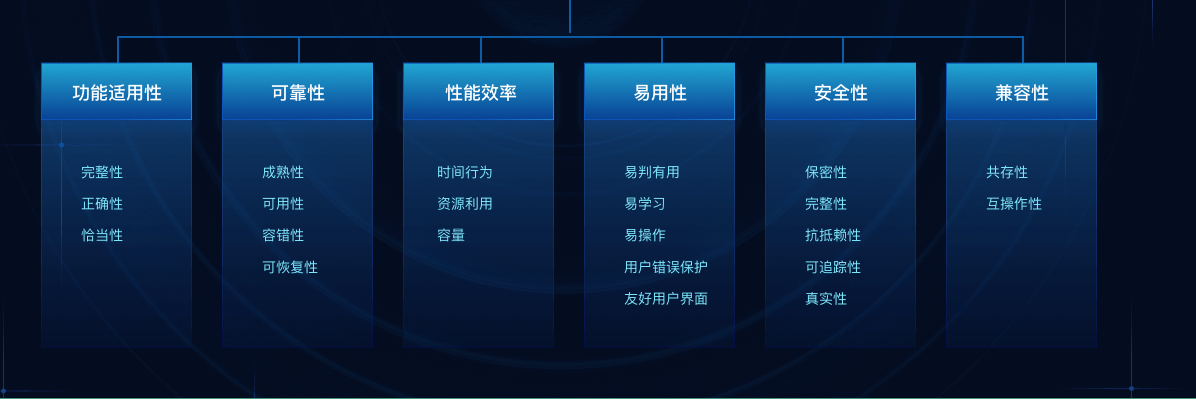 功能适用性
完整性
正确性
恰当性
可靠性
成熟性
可用性
容错性
可恢复性
性能效率
时间行为
资源利用
容量
易用性
易判有用
易学习
易操作
用户错误保护
友好用户界面
安全性
保密性
完整性
抗抵赖性
可追踪性
真实性
兼容性
共存性
互操作性